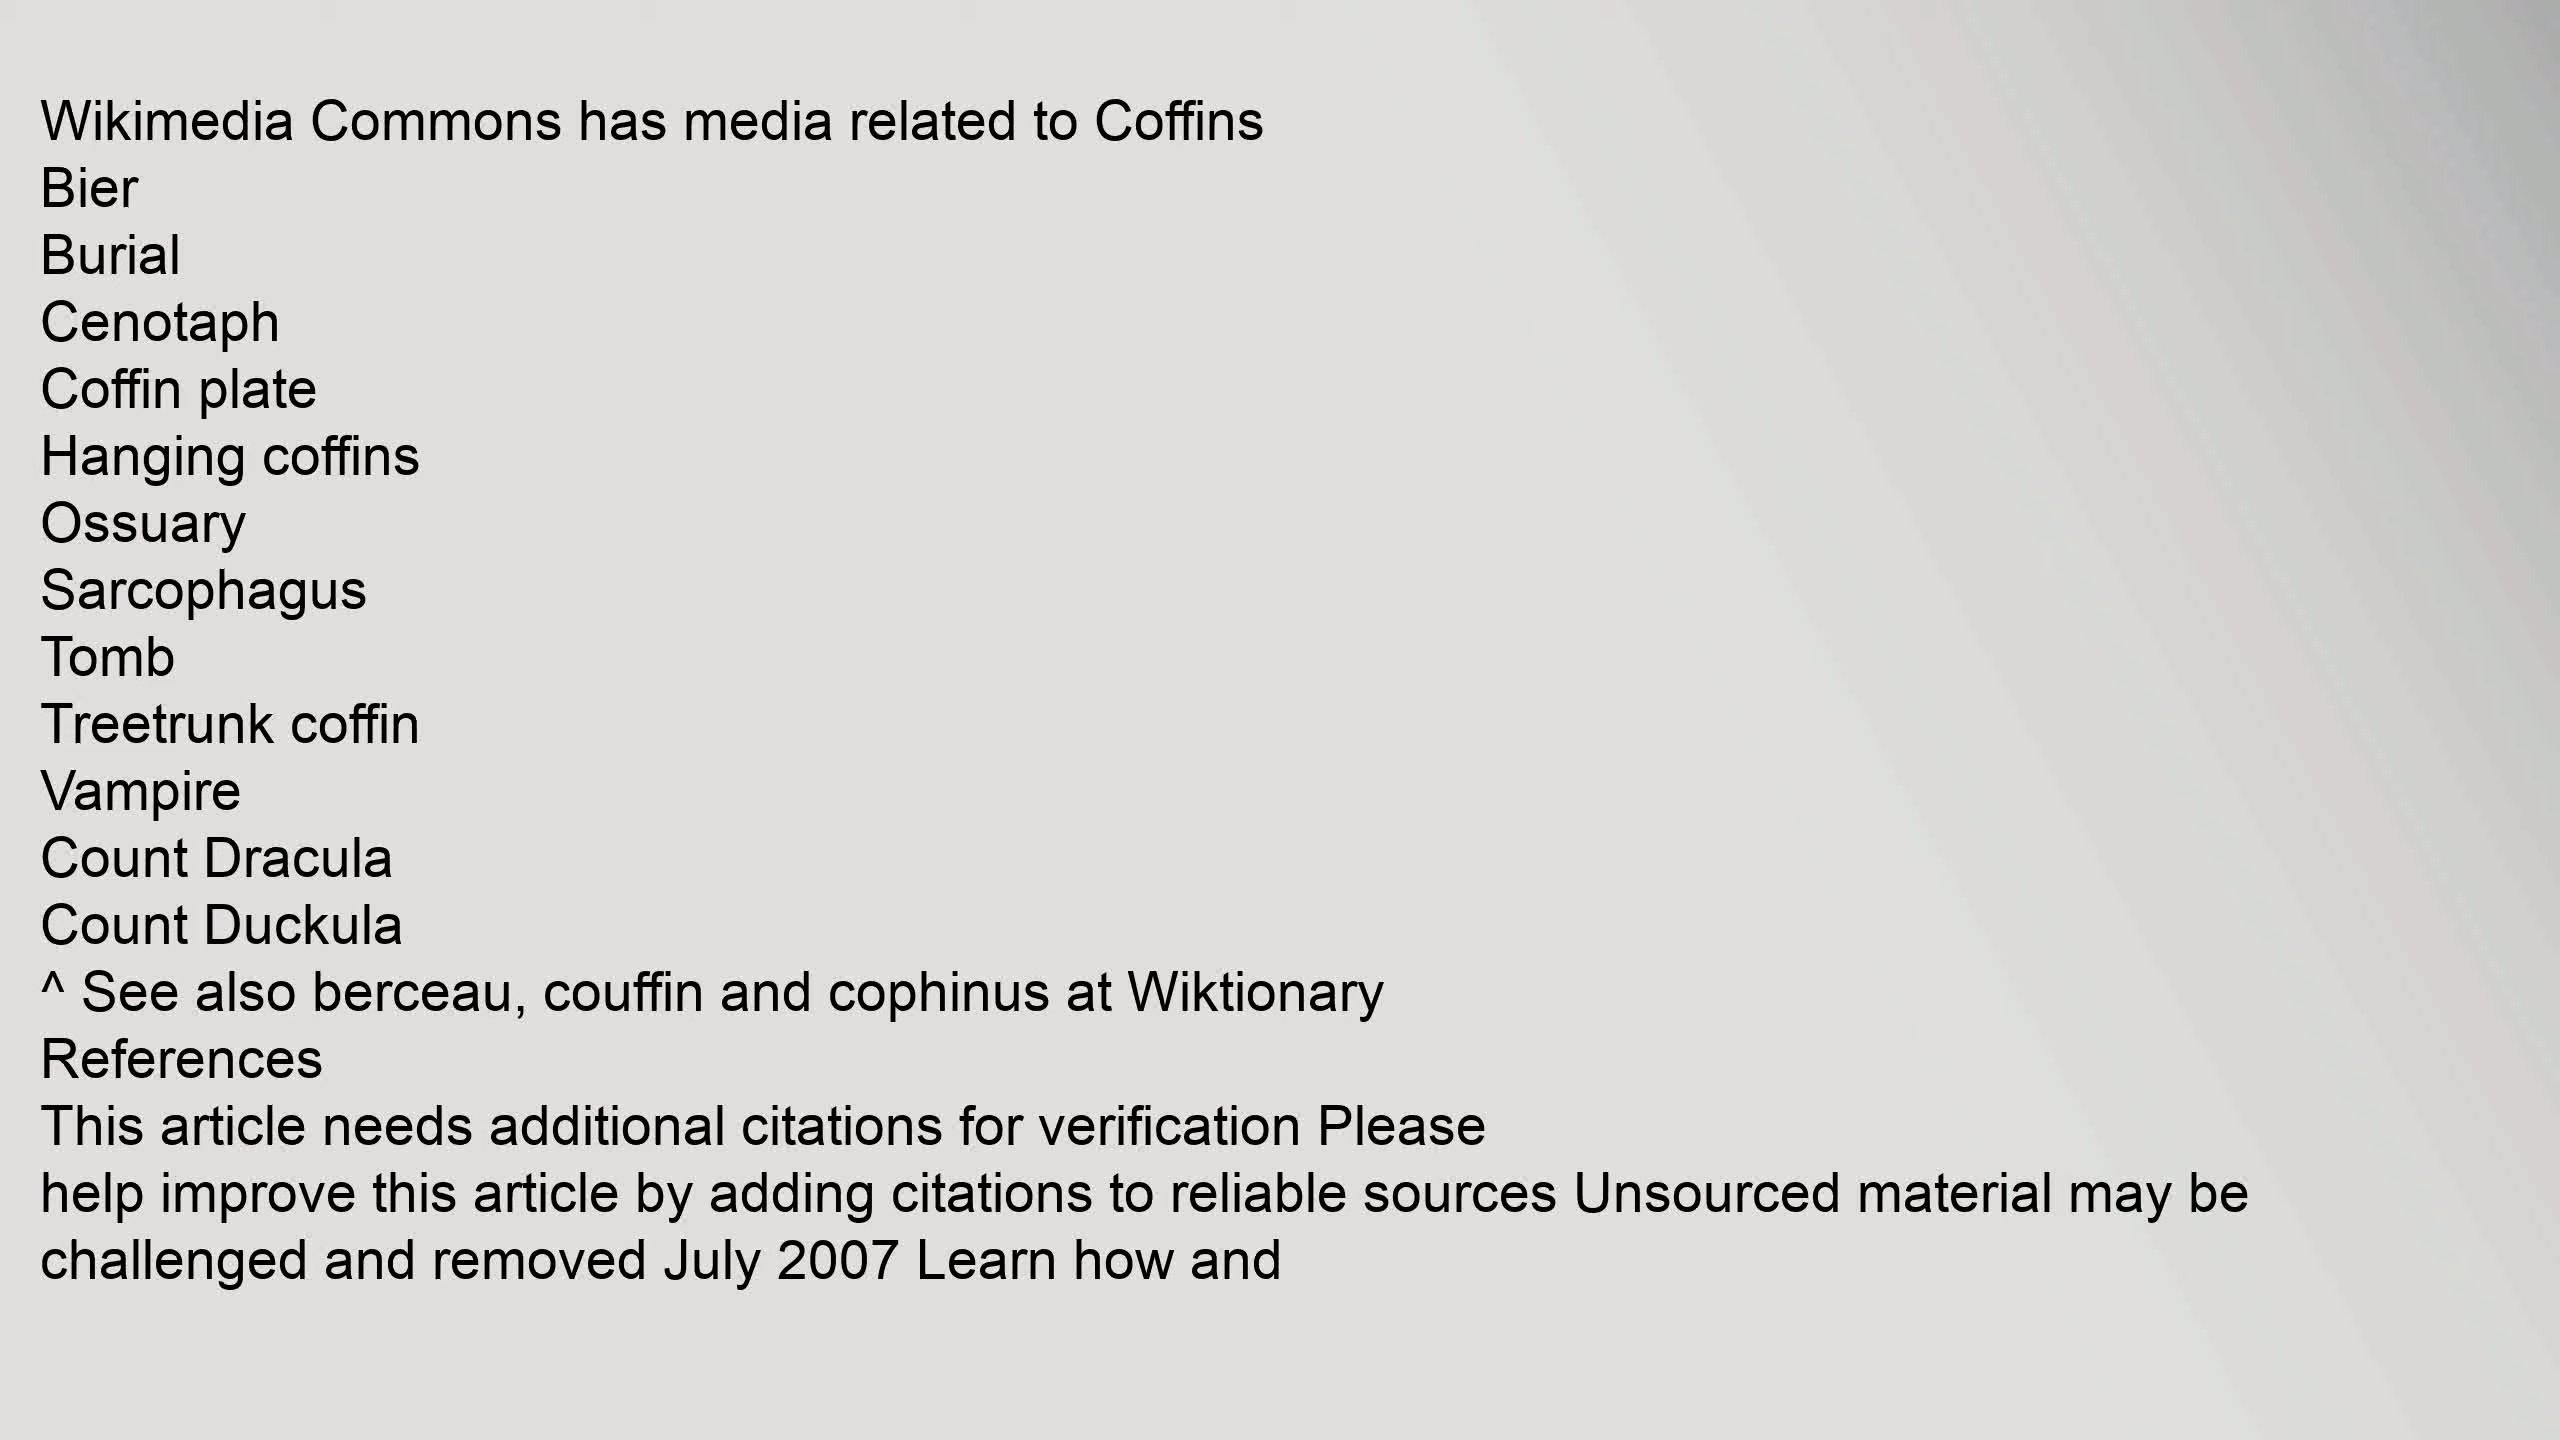 Wikimedia Commons has media related to Coffins
Bier
Burial
Cenotaph
Coffin plate
Hanging coffins
Ossuary
Sarcophagus
Tomb
Treetrunk coffin
Vampire
Count Dracula
Count Duckula
^ See also berceau, couffin and cophinus at Wiktionary
References
This article needs additional citations for verification Please
help improve this article by adding citations to reliable sources Unsourced material may be
challenged and removed July 2007 Learn how and